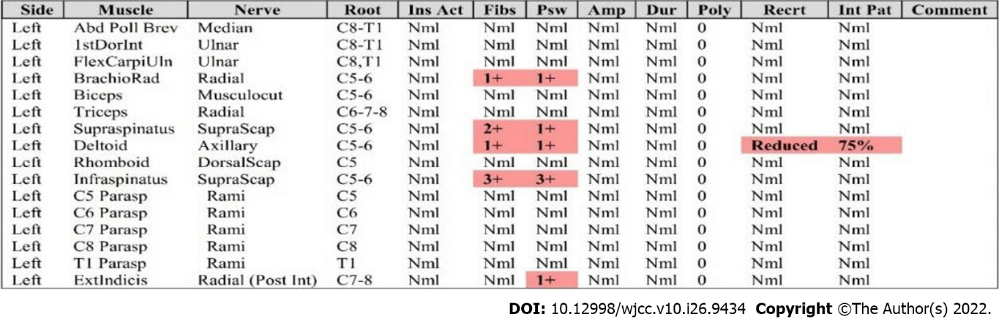 Side Muscle Nerve Root Ins Act Fibs Psw Amp Dur Poly Recrt Int Pat Comment
Left Abd Poll Brev Median C8-T1 Nml Nml Nml Nml Nml 0 Nml Nml
Left 1stDorInt Ulnar C8-T1 Nml Nml Nml Nml Nml 0 Nml Nml
Left FlexCarpiUln Ulnar C8,T1 Nml Nml Nml Nml Nml 0 Nml Nml
Left BrachioRad Radial C5-6 Nml 1+ 1+ Nml Nml 0 Nml Nml
Left Biceps Musculocut C5-6 Nml Nml Nml Nml Nml 0 Nml Nml
Left Triceps Radial C6-7-8 Nml Nml Nml Nml Nml 0 Nml Nml
Left Supraspinatus SupraScap C5-6 Nml 2+ 1+ Nml Nml 0 Nml Nml
Left Deltoid Axillary C5-6 Nml 1+ 1+ Nml Nml 0 Reduced 75%
Left Rhomboid DorsalScap C5 Nml Nml Nml Nml Nml 0 Nml Nml
Left Infraspinatus SupraScap C5-6 Nml 3+ 3+ Nml Nml 0 Nml Nml
Left C5 Parasp Rami C5 Nml Nml Nml Nml Nml 0 Nml Nml
Left C6 Parasp Rami C6 Nml Nml Nml Nml Nml 0 Nml Nml
Left C7 Parasp Rami C7 Nml Nml Nml Nml Nml 0 Nml Nml
Left C8 Parasp Rami C8 Nml Nml Nml Nml Nml 0 Nml Nml
Left T1 Parasp Rami T1 Nml Nml Nml Nml Nml 0 Nml Nml
Left ExtIndicis Radial (Post Int) C7-8 Nml Nml 1+ Nml Nml 0 Nml Nml
DOI: 10.12998/wjcc.v10.i26.9434 Copyright ©The Author(s) 2022.